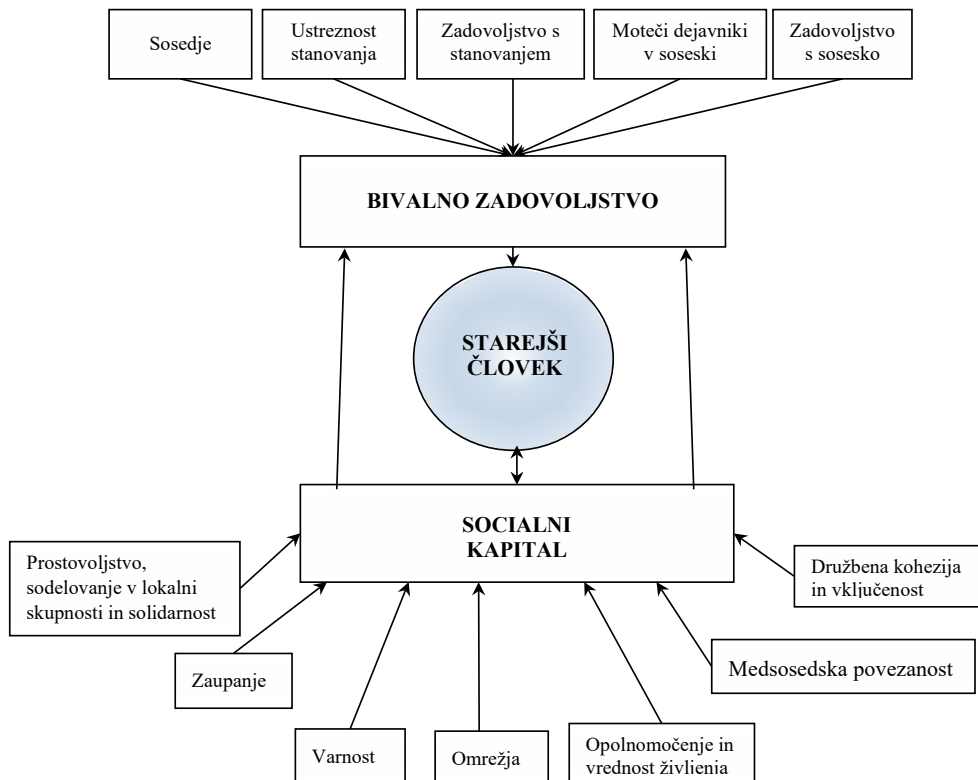 Sosedje
Ustreznost
stanovanja
Zadovoljstvo s
stanovanjem
Moteči dejavniki
v soseski
Zadovoljstvo
s sosesko
BIVALNO ZADOVOLJSTVO
STAREJŠI
ČLOVEK
SOCIALNI
KAPITAL
Prostovoljstvo,
sodelovanje v lokalni
skupnosti in solidarnost
Družbena kohezija
in vključenost
Zaupanje
Medsosedska povezanost
Varnost
Omrežja
Opolnomočenje in
vrednost življenja